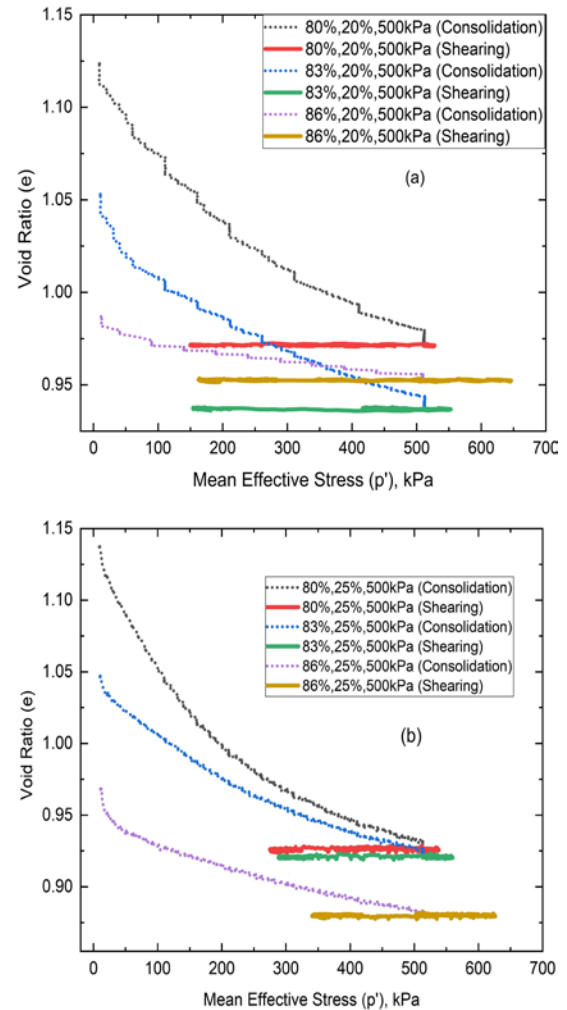 1.15
1.10
1.05
1.00
0.95
Void Ratio (e)
80%,20%,500kPa (Consolidation)
80%,20%,500kPa (Shearing)
83%,20%,500kPa (Consolidation)
83%,20%,500kPa (Shearing)
86%,20%,500kPa (Consolidation)
86%,20%,500kPa (Shearing)
(a)
0 100 200 300 400 500 600 700
Mean Effective Stress (p'), kPa
1.15
1.10
1.05
1.00
0.95
0.90
Void Ratio (e)
80%,25%,500kPa (Consolidation)
80%,25%,500kPa (Shearing)
83%,25%,500kPa (Consolidation)
83%,25%,500kPa (Shearing)
86%,25%,500kPa (Consolidation)
86%,25%,500kPa (Shearing)
(b)
0 100 200 300 400 500 600 700
Mean Effective Stress (p'), kPa